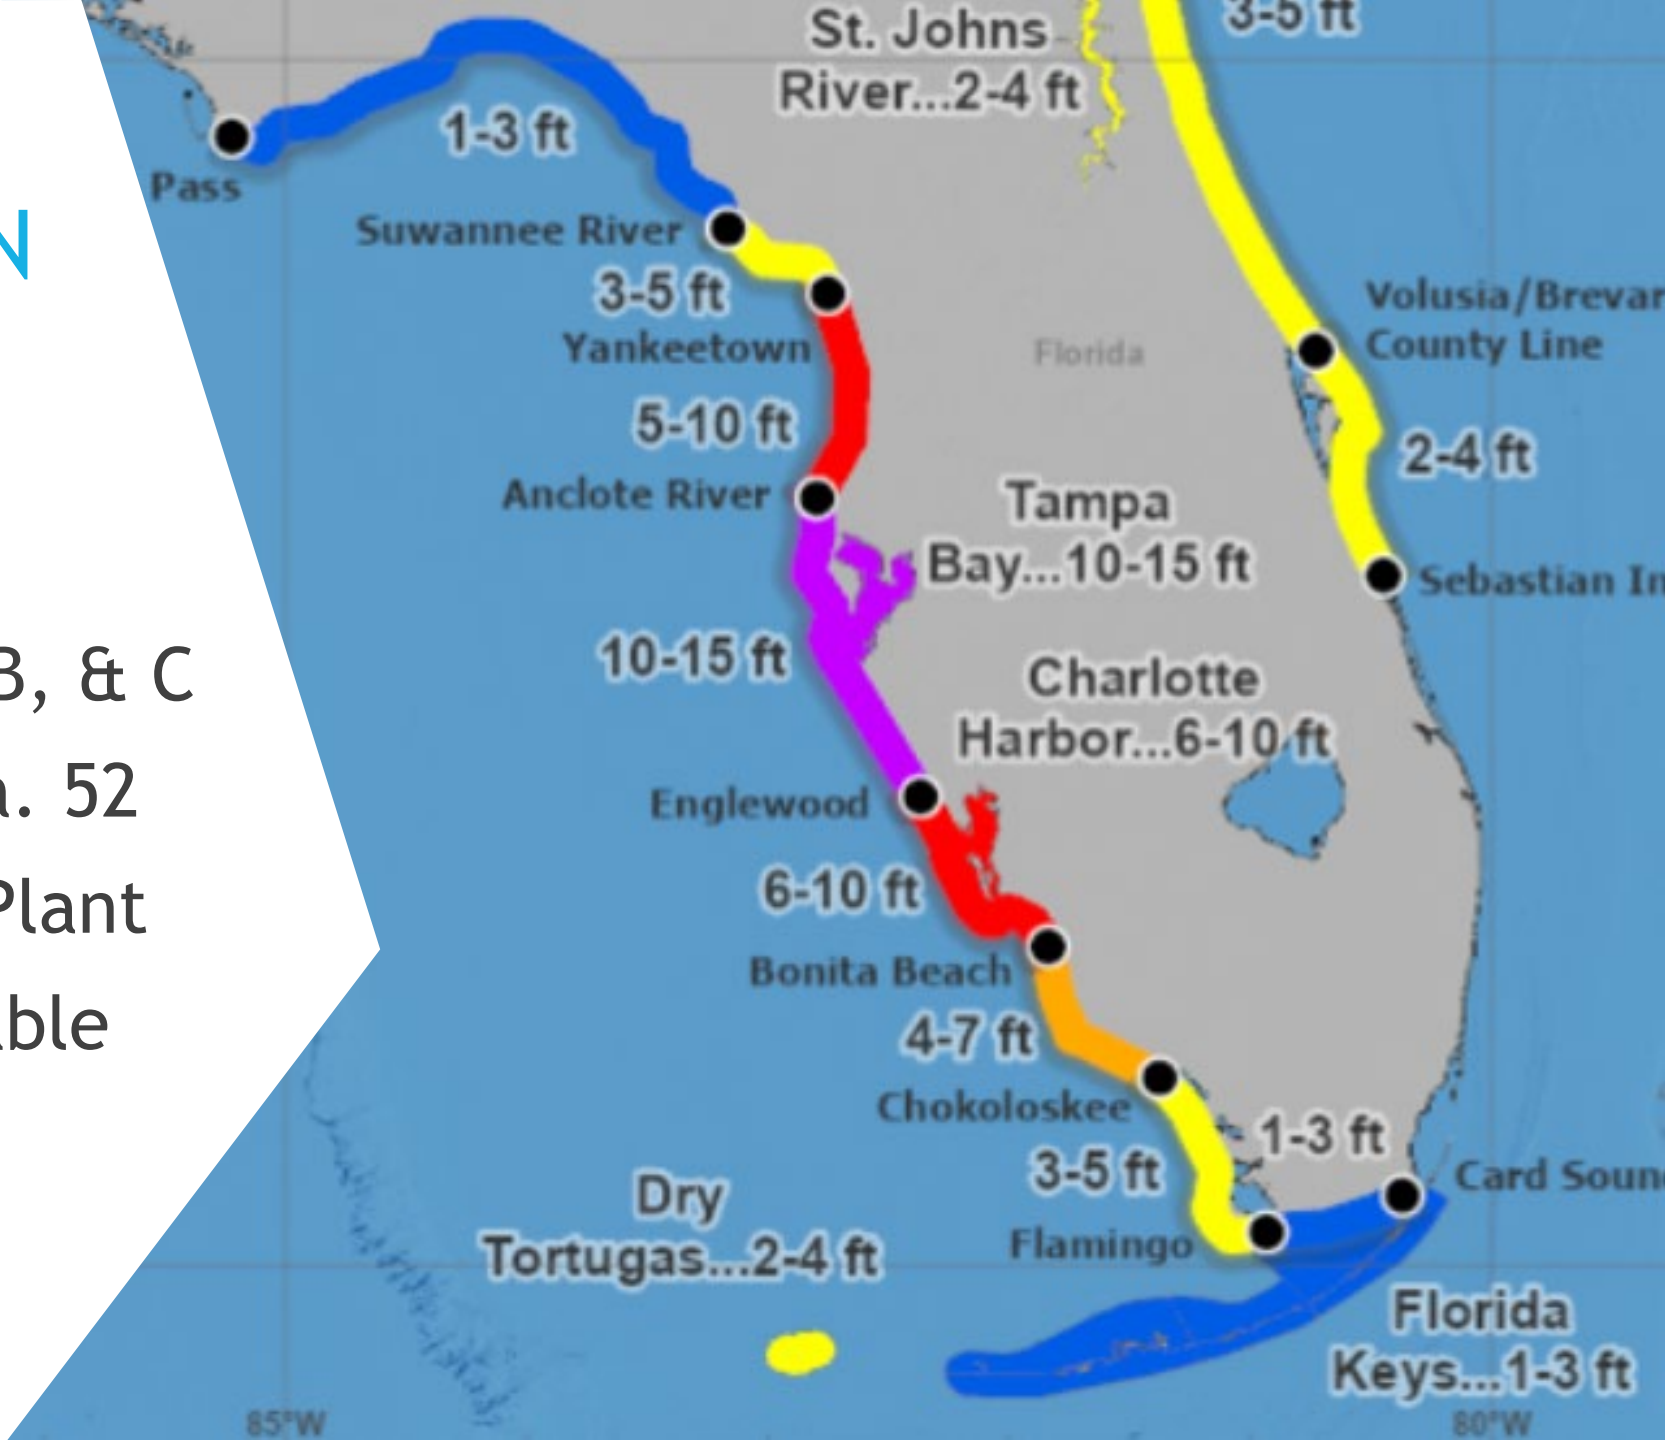 N
B, & C
a. 52
Plant
able
3-5 ft
St. Johns
River...2-4 ft
1-3 ft
Pass
Suwannee River
3-5 ft
Yankeetown
Florida
Volusia/Brevar
County Line
5-10 ft
2-4 ft
Anclote River
Tampa
Bay...10-15 ft
Sebastian In
10-15 ft
Charlotte
Harbor...6-10 ft
Englewood
6-10 ft
Bonita Beach
4-7 ft
Chokoloskee
1-3 ft
3-5 ft
Card Soun
Flamingo
Dry
Tortugas...2-4 ft
Florida
Keys...1-3 ft
85°W
80°W